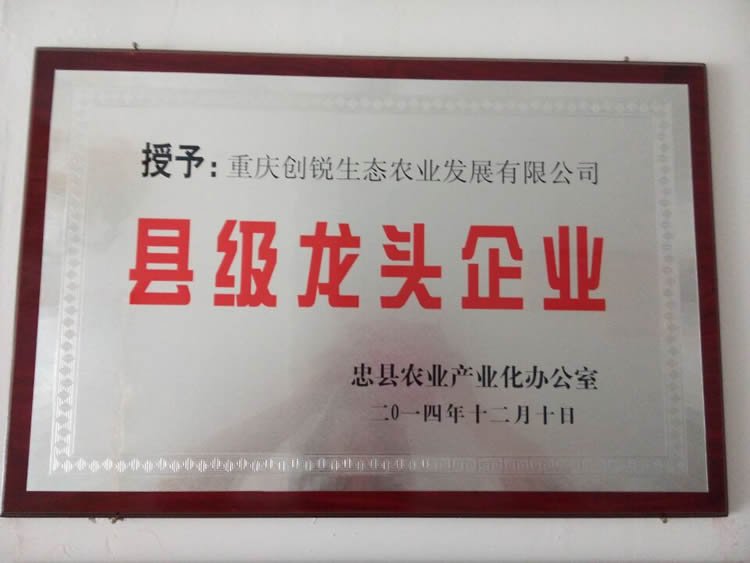 授予:重庆创锐生态农业发展有限公司
县级龙头企业
忠县农业产业化办公室
二0一四年十二月十日